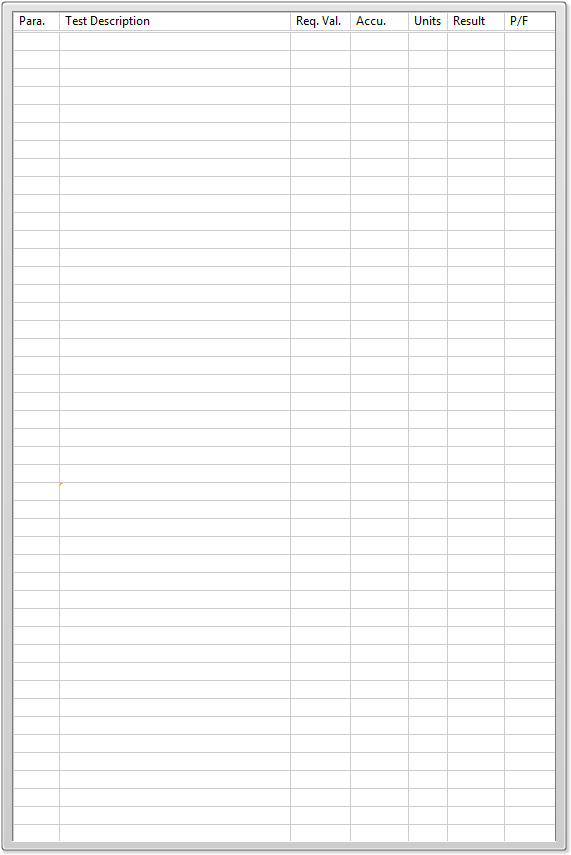 Para. Test Description Req. Val. Accu. Units Result P/F